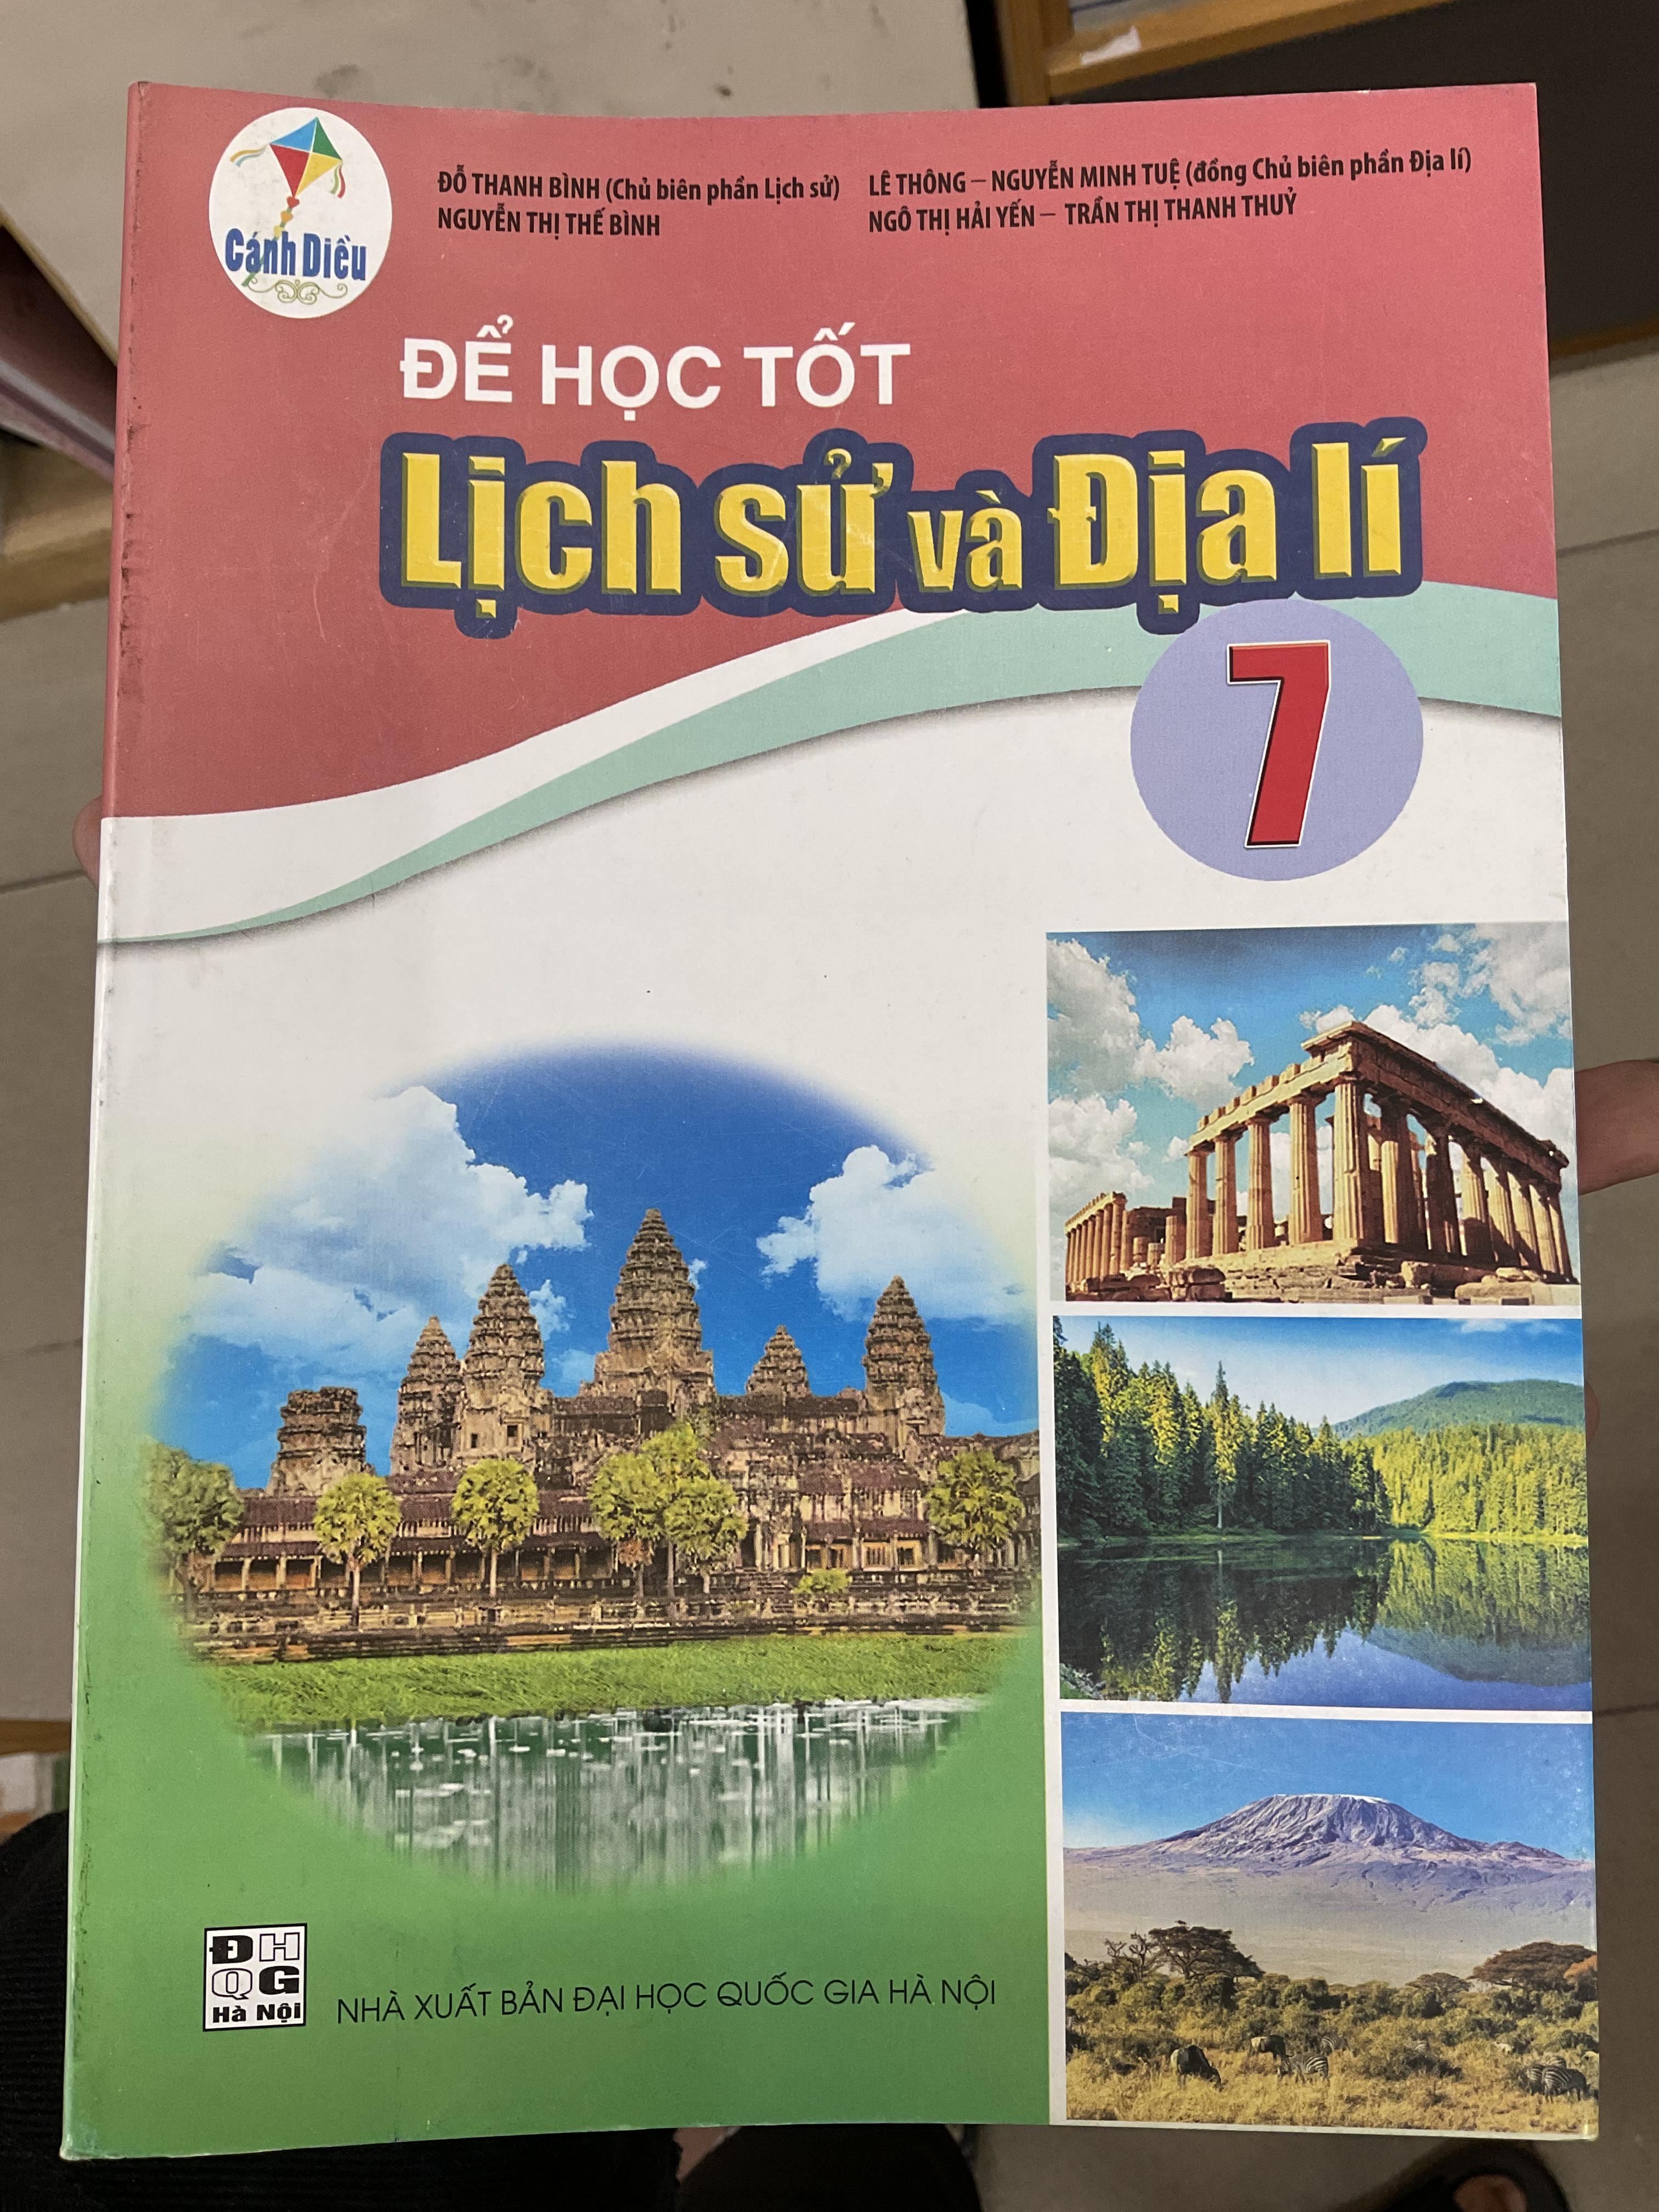 Cánh Diều
ĐỖ THANH BÌNH (Chủ biên phần Lịch sử)
NGUYỄN THỊ THẾ BÌNH
LÊ THÔNG – NGUYỄN MINH TUỆ (đồng Chủ biên phần Địa lí)
NGÔ THỊ HẢI YẾN – TRẦN THỊ THANH THUỶ
ĐỂ HỌC TỐT
Lịch sử và Địa lí
7
ĐH
QG
Hà Nội
NHÀ XUẤT BẢN ĐẠI HỌC QUỐC GIA HÀ NỘI